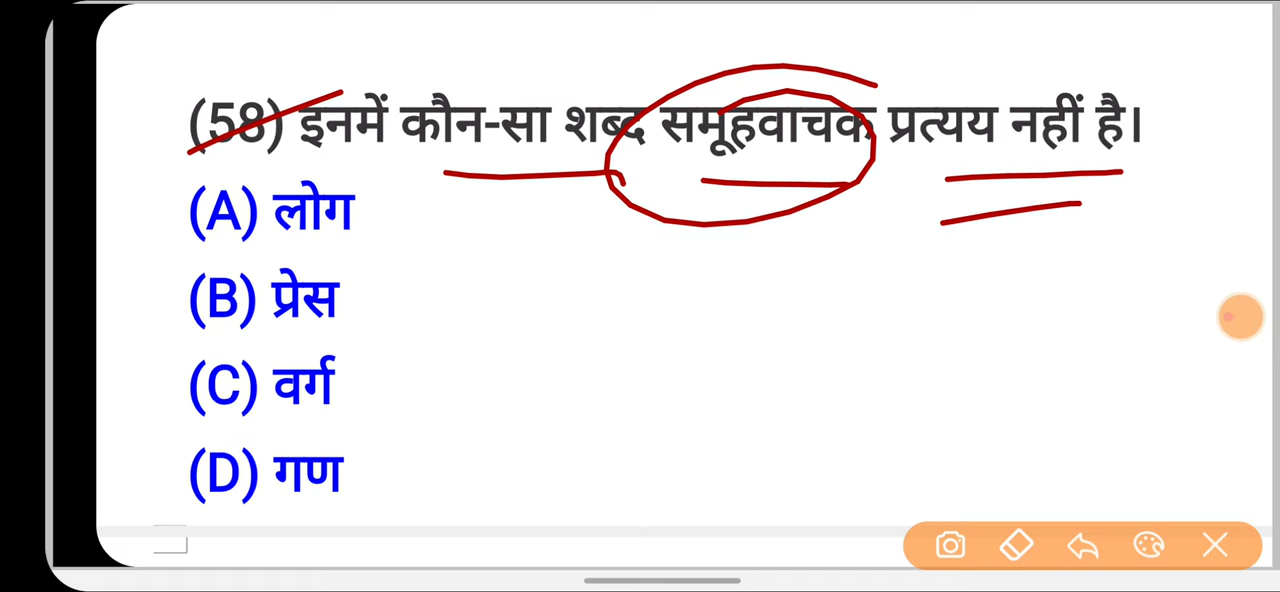 (58) इनमें कौन-सा शब्द समूहवाचक प्रत्यय नहीं है।
(A) लोग
(B) प्रेस
(C) वर्ग
(D) गण